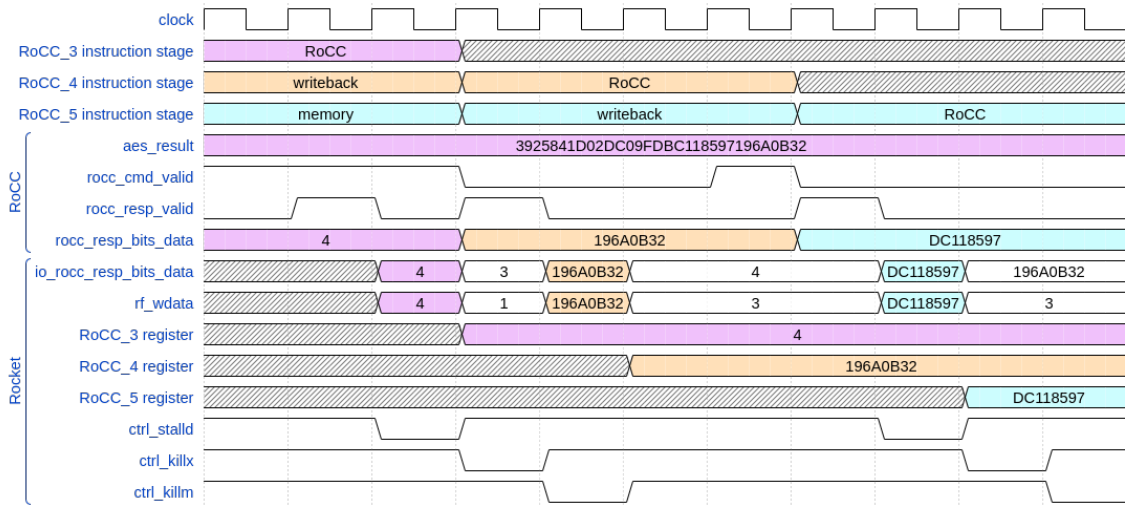 clock
RoCC_3 instruction stage RoCC
RoCC_4 instruction stage writeback RoCC
RoCC_5 instruction stage memory writeback RoCC
RoCC
aes_result 3925841D02DC09FDBC118597196A0B32
rocc_cmd_valid
rocc_resp_valid
rocc_resp_bits_data 4 196A0B32 DC118597
Rocket
io_rocc_resp_bits_data 4 3 196A0B32 4 DC118597 196A0B32
rf_wdata 4 1 196A0B32 3 DC118597 3
RoCC_3 register 4
RoCC_4 register 196A0B32
RoCC_5 register DC118597
ctrl_stalld
ctrl_killx
ctrl_killm